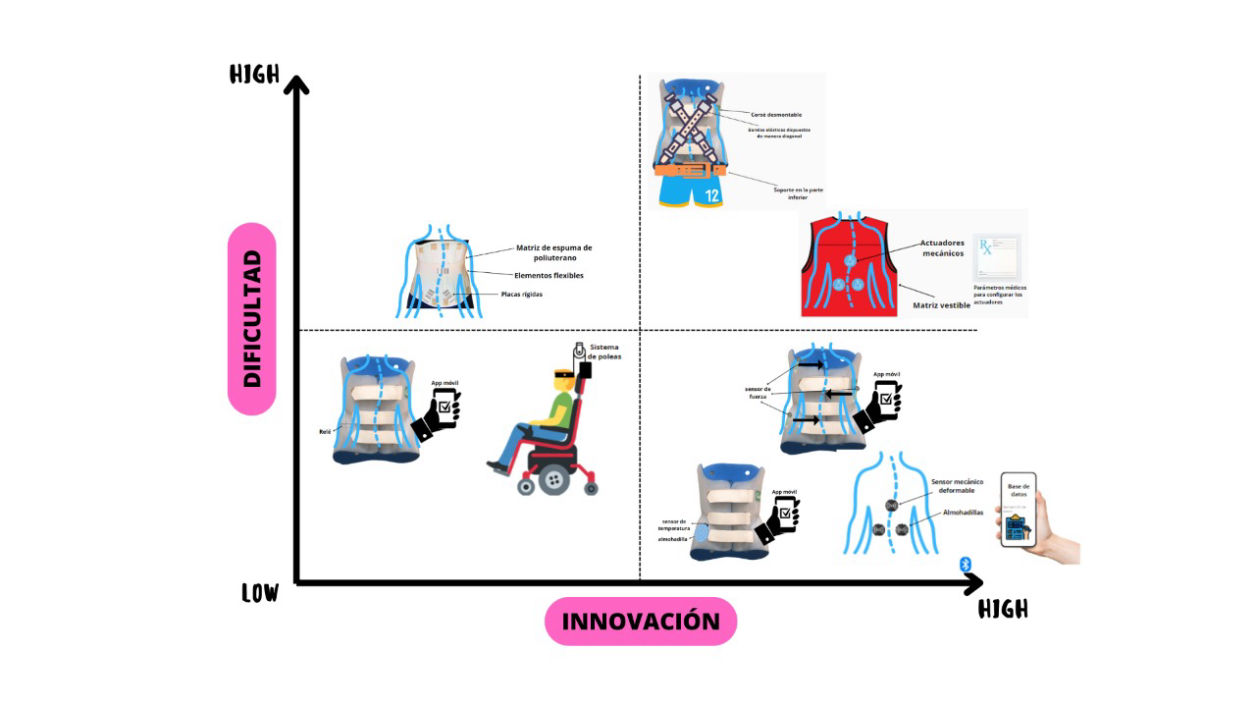 HIGH
Corsé desmontable
Bandas elásticas dispuestas
de manera diagonal
Soporte en la parte
inferior
12
Matriz de espuma de
poliuterano
Elementos flexibles
Placas rígidas
Actuadores
mecánicos
Matriz vestible
Rx
Parámetros médicos
para configurar los
actuadores
DIFICULTAD
App móvil
Relé
Sistema
de poleas
sensor de
fuerza
App móvil
sensor de
temperatura
almohadilla
App móvil
Sensor mecánico
deformable
Almohadillas
Base de
datos
LOW
HIGH
INNOVACIÓN